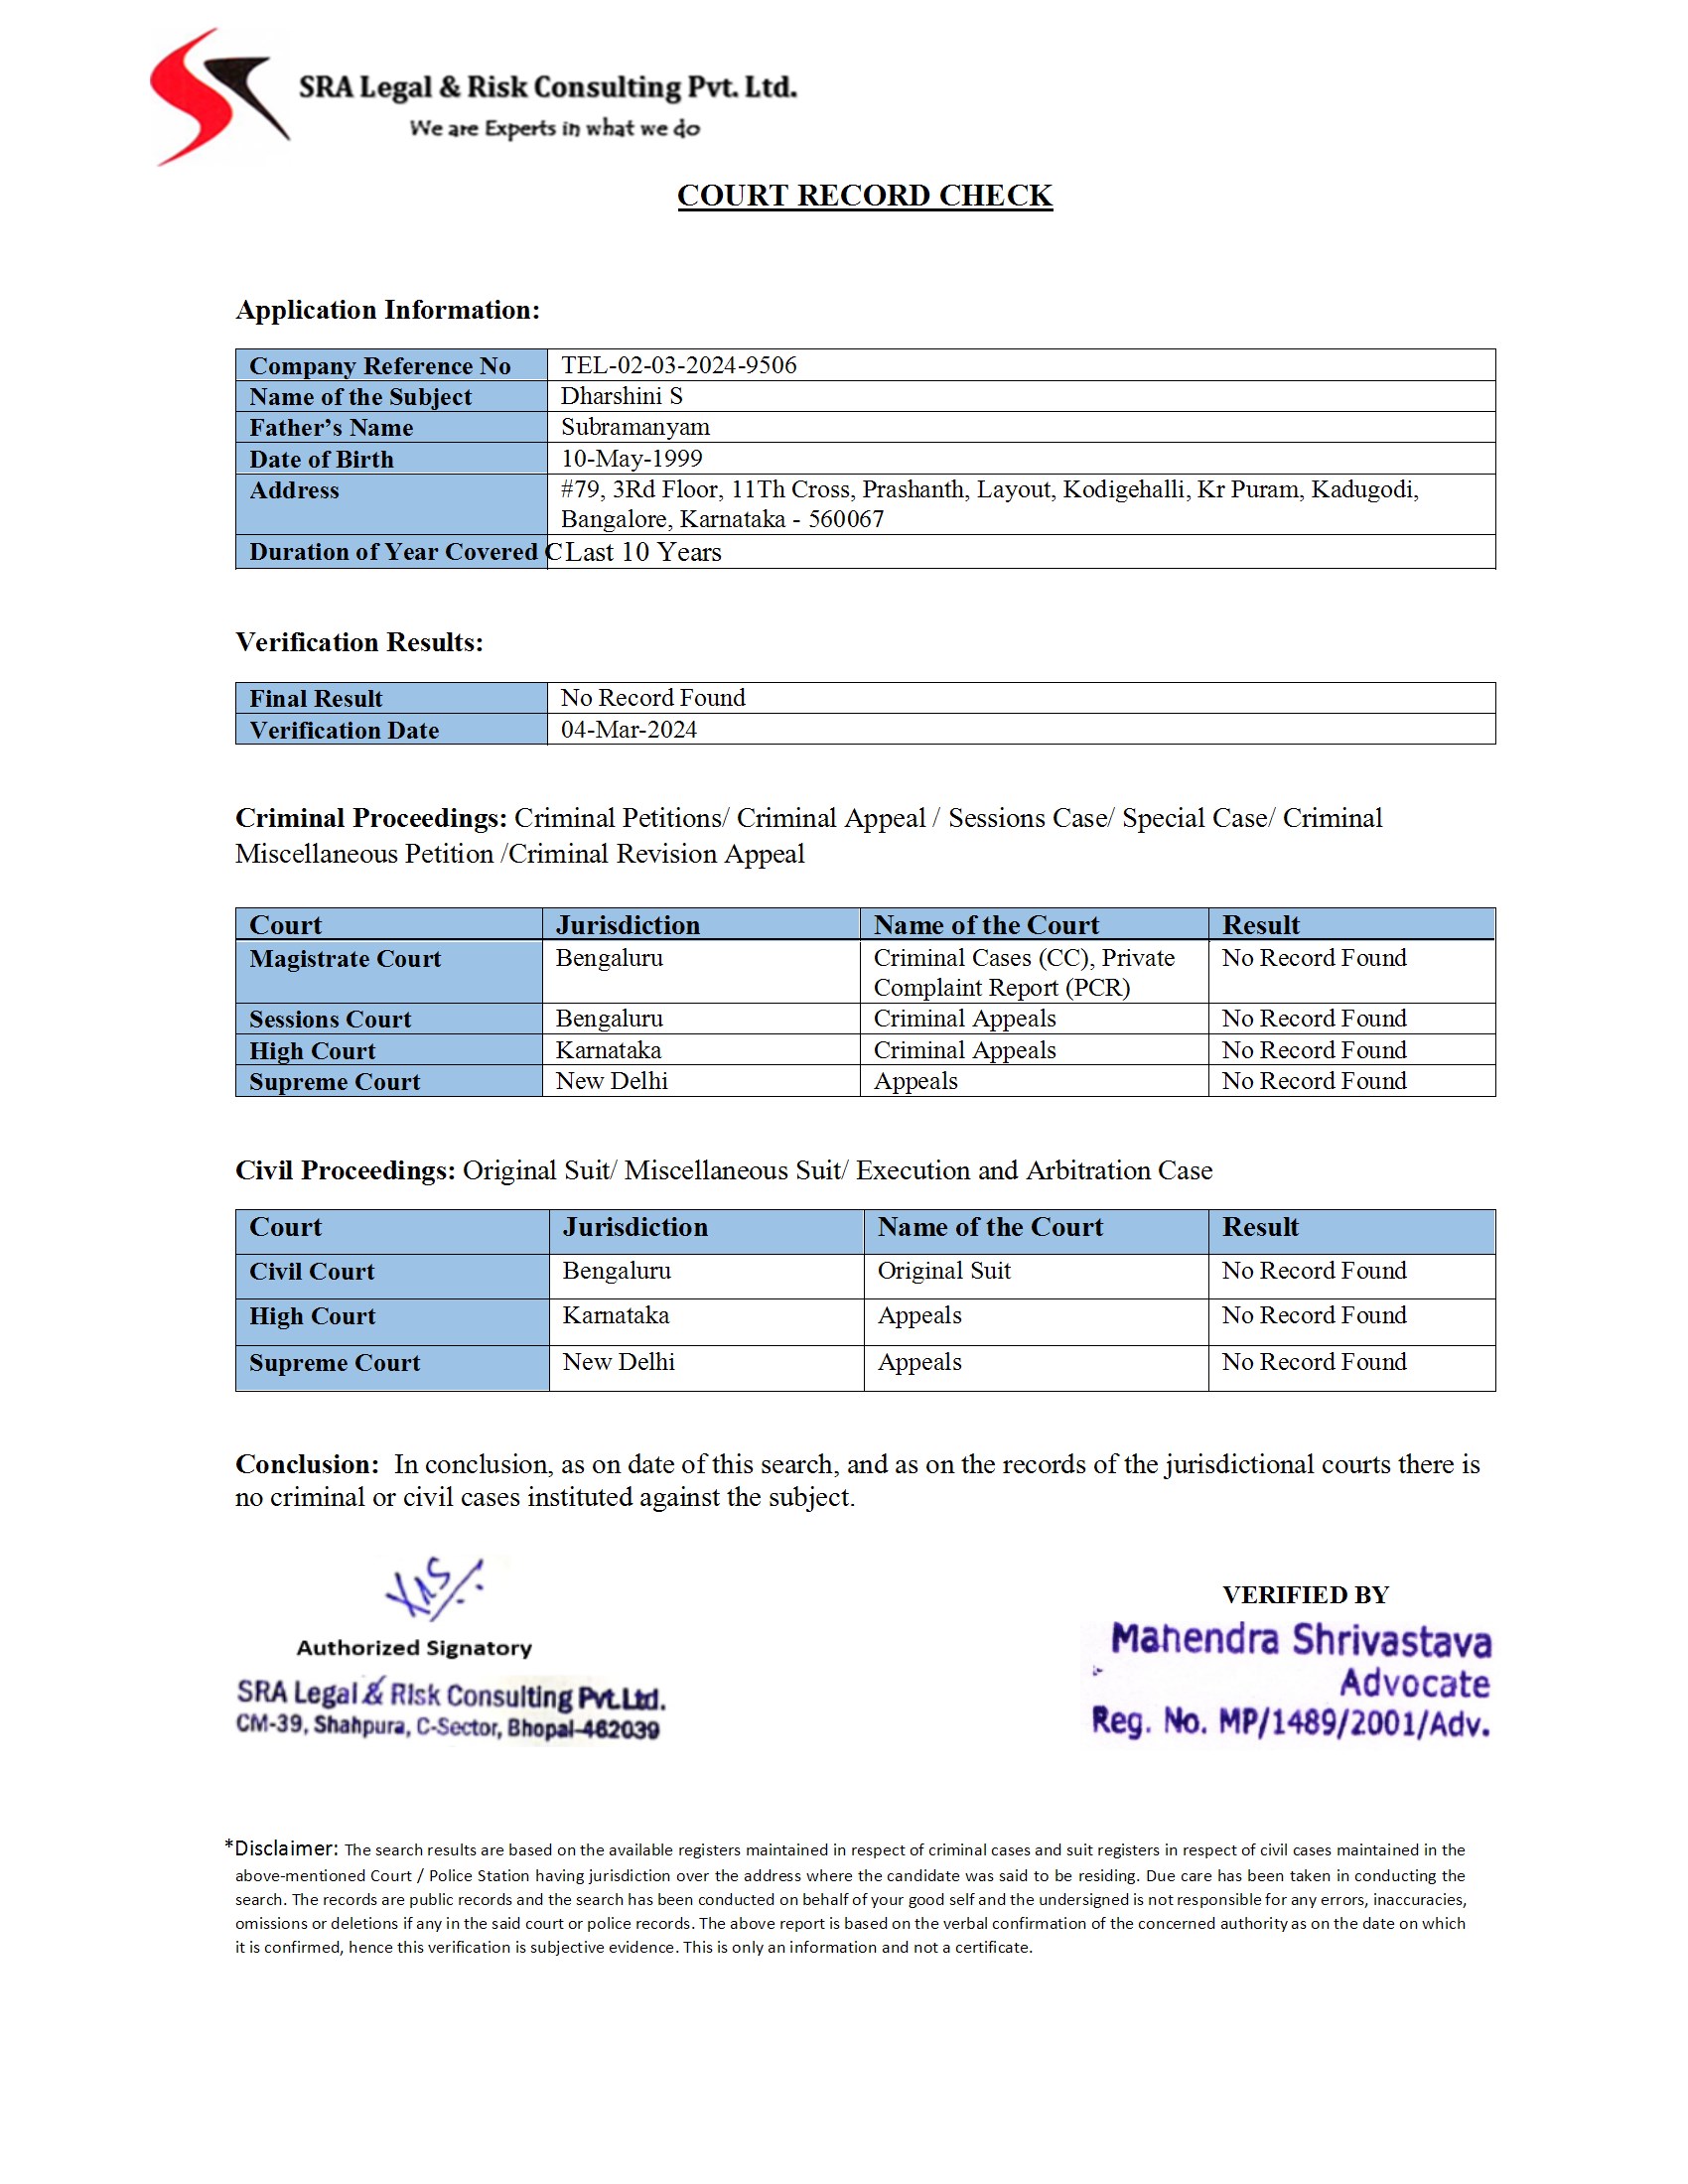 SRA Legal & Risk Consulting Pvt. Ltd.
We are Experts in what we do
COURT RECORD CHECK
Application Information:
Company Reference No TEL-02-03-2024-9506
Name of the Subject Dharshini S
Father’s Name Subramanyam
Date of Birth 10-May-1999
Address #79, 3Rd Floor, 11Th Cross, Prashanth, Layout, Kodigehalli, Kr Puram, Kadugodi,
Bangalore, Karnataka - 560067
Duration of Year Covered C Last 10 Years
Verification Results:
Final Result No Record Found
Verification Date 04-Mar-2024
Criminal Proceedings: Criminal Petitions/ Criminal Appeal / Sessions Case/ Special Case/ Criminal
Miscellaneous Petition /Criminal Revision Appeal
Court Jurisdiction Name of the Court Result
Magistrate Court Bengaluru Criminal Cases (CC), Private No Record Found
Complaint Report (PCR)
Sessions Court Bengaluru Criminal Appeals No Record Found
High Court Karnataka Criminal Appeals No Record Found
Supreme Court New Delhi Appeals No Record Found
Civil Proceedings: Original Suit/ Miscellaneous Suit/ Execution and Arbitration Case
Court Jurisdiction Name of the Court Result
Civil Court Bengaluru Original Suit No Record Found
High Court Karnataka Appeals No Record Found
Supreme Court New Delhi Appeals No Record Found
Conclusion: In conclusion, as on date of this search, and as on the records of the jurisdictional courts there is
no criminal or civil cases instituted against the subject.
Authorized Signatory
SRA Legal & Risk Consulting Pvt.Ltd.
CM-39, Shahpura, C-Sector, Bhopal-462039
VERIFIED BY
Mahendra Shrivastava
Advocate
Reg. No. MP/1489/2001/Adv.
*Disclaimer: The search results are based on the available registers maintained in respect of criminal cases and suit registers in respect of civil cases maintained in the
above-mentioned Court / Police Station having jurisdiction over the address where the candidate was said to be residing. Due care has been taken in conducting the
search. The records are public records and the search has been conducted on behalf of your good self and the undersigned is not responsible for any errors, inaccuracies,
omissions or deletions if any in the said court or police records. The above report is based on the verbal confirmation of the concerned authority as on the date on which
it is confirmed, hence this verification is subjective evidence. This is only an information and not a certificate.